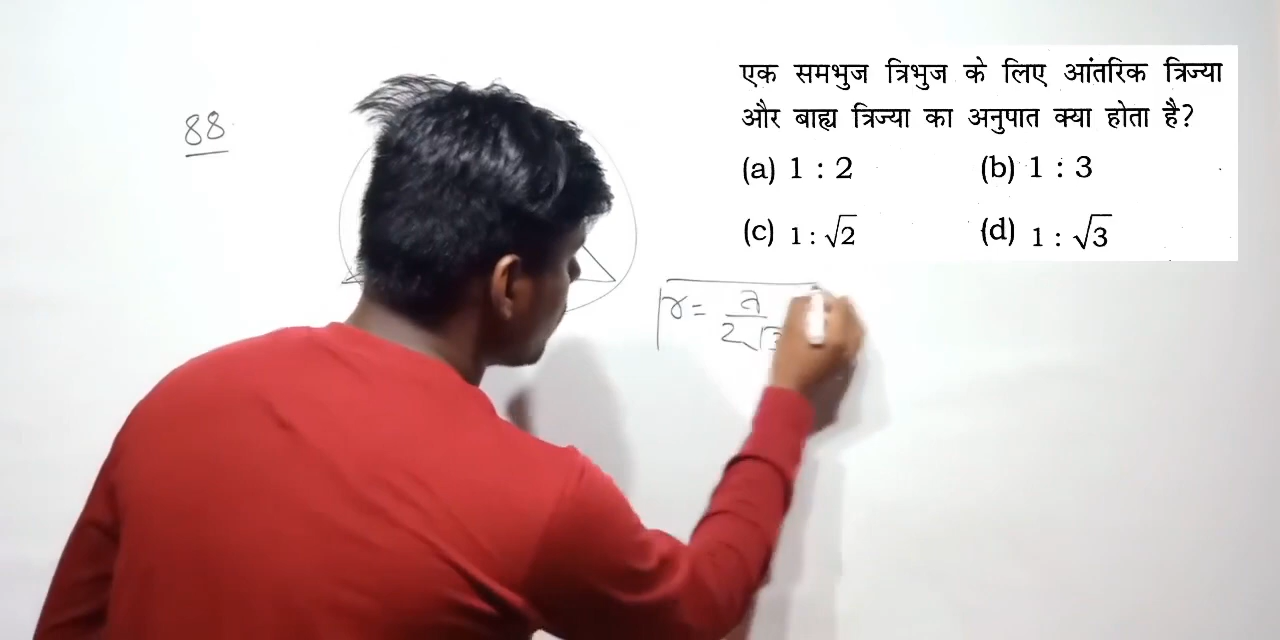 88
एक समभुज त्रिभुज के लिए आंतरिक त्रिज्या
और बाह्य त्रिज्या का अनुपात क्या होता है?
(a) 1 : 2 (b) 1 : 3
(c) 1 : √2 (d) 1 : √3
r = a / 2√3